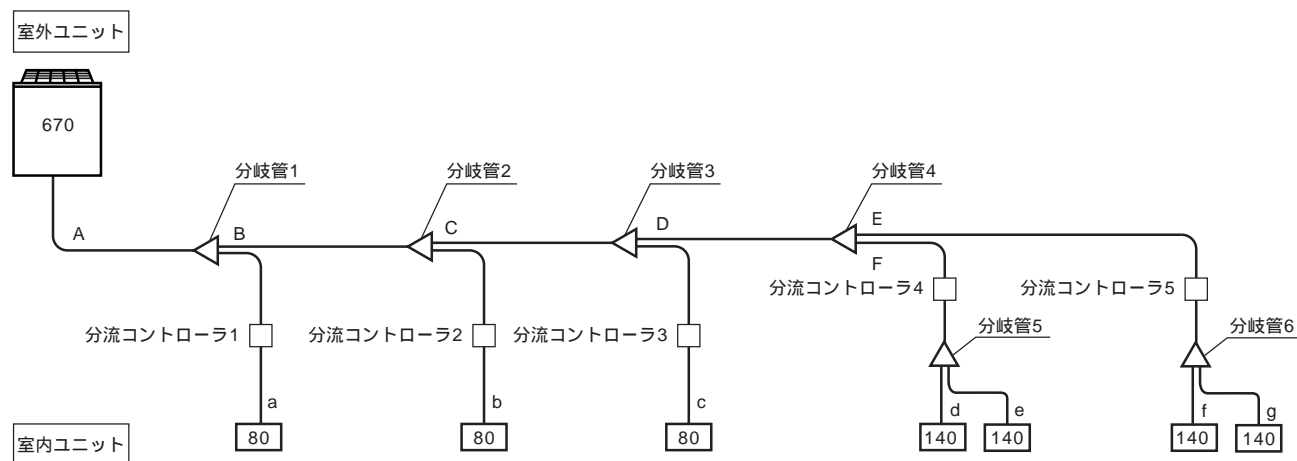 室外ユニット
670
分岐管1
分岐管2
分岐管3
分岐管4
A
B
C
D
E
F
分流コントローラ4
分流コントローラ5
分流コントローラ1
分流コントローラ2
分流コントローラ3
分岐管5
分岐管6
a
b
c
d
e
f
g
室内ユニット
80
80
80
140
140
140
140